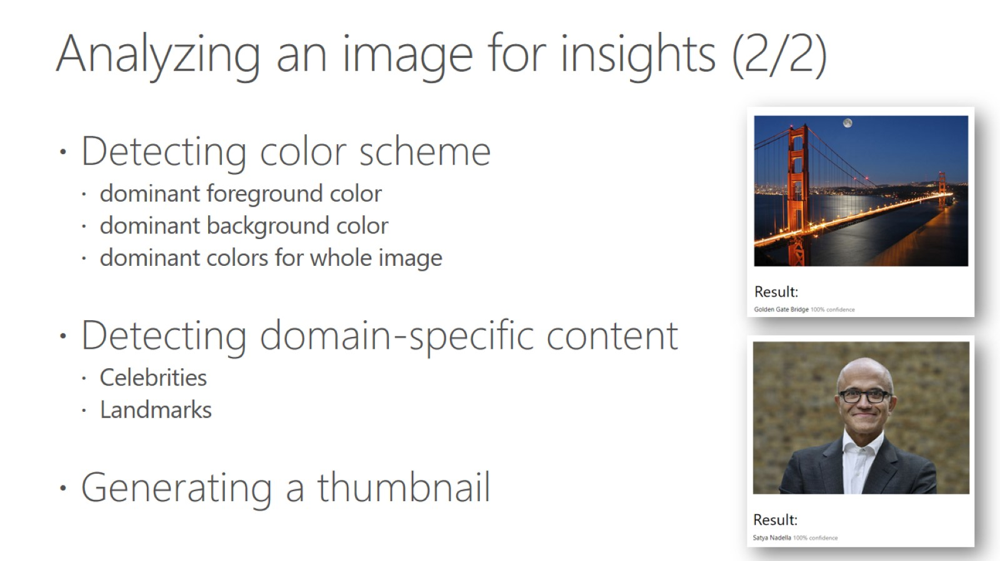 Analyzing an image for insights (2/2)
· Detecting color scheme
· dominant foreground color
· dominant background color
· dominant colors for whole image
· Detecting domain-specific content
· Celebrities
· Landmarks
· Generating a thumbnail
Result:
Golden Gate Bridge 100% confidence
Result:
Satya Nadella 100% confidence